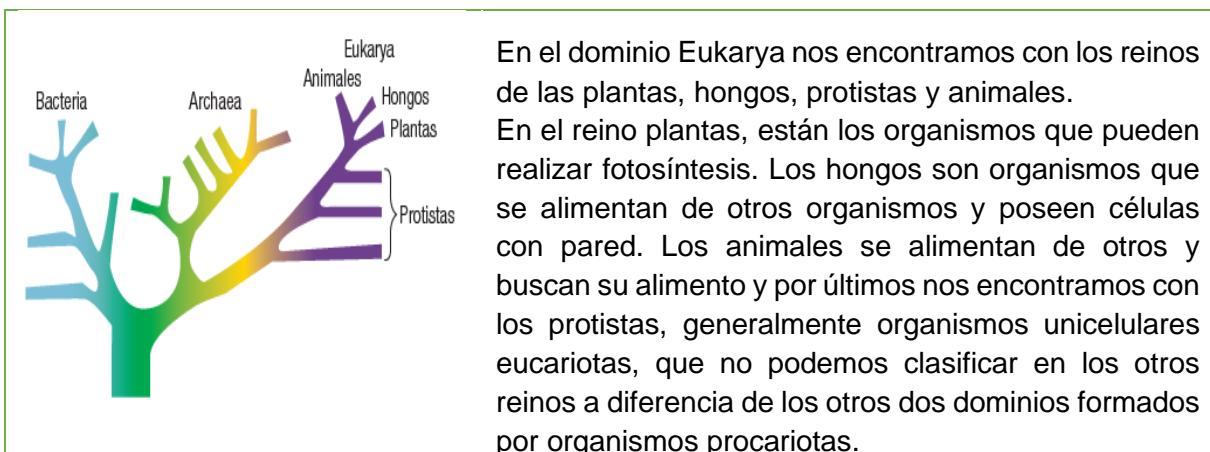 Eukarya
Animales
Bacteria
Archaea
Hongos
Plantas
Protistas
En el dominio Eukarya nos encontramos con los reinos
de las plantas, hongos, protistas y animales.
En el reino plantas, están los organismos que pueden
realizar fotosíntesis. Los hongos son organismos que
se alimentan de otros organismos y poseen células
con pared. Los animales se alimentan de otros y
buscan su alimento y por últimos nos encontramos con
los protistas, generalmente organismos unicelulares
eucariotas, que no podemos clasificar en los otros
reinos a diferencia de los otros dos dominios formados
por organismos procariotas.